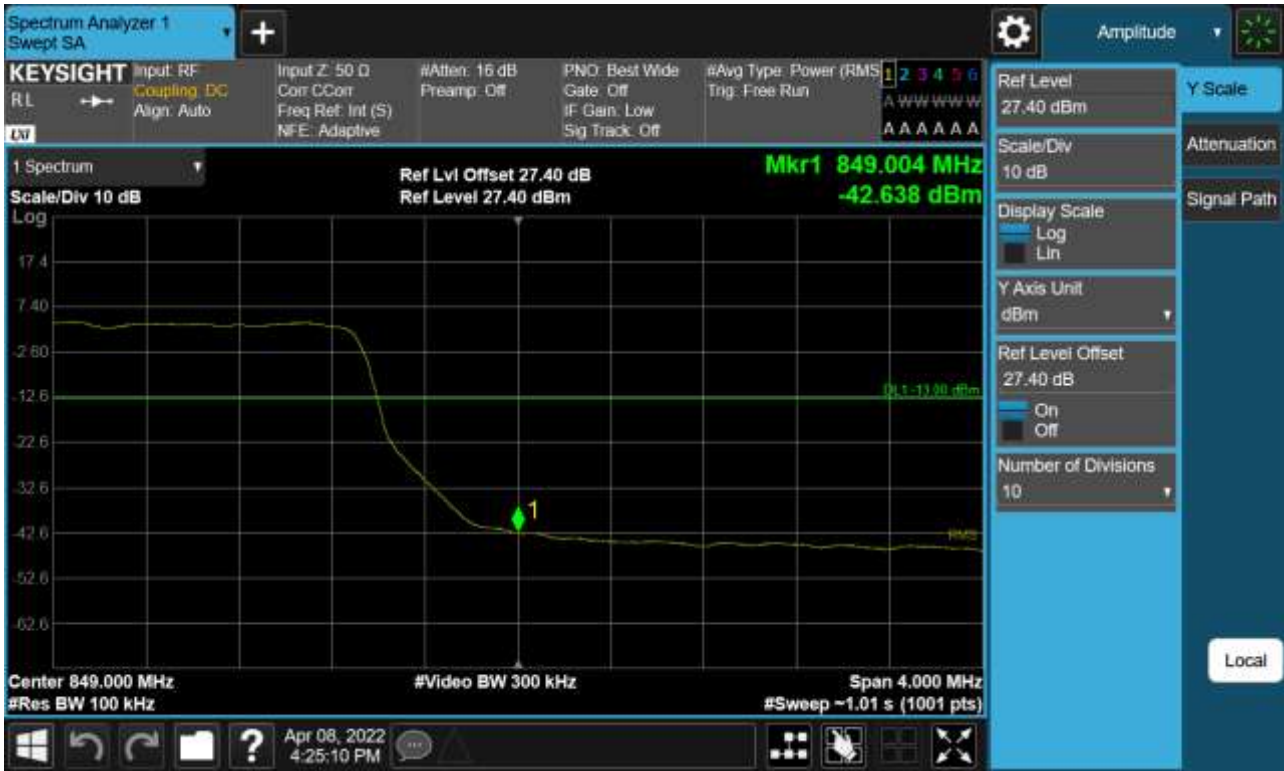 Spectrum Analyzer 1
Swept SA
+
Amplitude
KEYSIGHT
RL
LXI
Input: RF
Coupling: DC
Align: Auto
Input Z: 50 Ω
Corr CCorr
Freq Ref: Int (S)
NFE: Adaptive
#Atten: 16 dB
Preamp: Off
PNO: Best Wide
Gate: Off
IF Gain: Low
Sig Track: Off
#Avg Type: Power (RMS
Trig: Free Run
1 2 3 4 5 6
A W W W W W
A A A A A A
1 Spectrum
Scale/Div 10 dB
Ref Lvl Offset 27.40 dB
Ref Level 27.40 dBm
Mkr1 849.004 MHz
-42.638 dBm
Log
17.4
7.40
-2.60
-12.6
-22.6
-32.6
-42.6
-52.6
-62.6
DL1 -13.00 dBm
1
RMS
Center 849.000 MHz
#Res BW 100 kHz
#Video BW 300 kHz
Span 4.000 MHz
#Sweep ~1.01 s (1001 pts)
Ref Level
27.40 dBm
Scale/Div
10 dB
Display Scale
Log
Lin
Y Axis Unit
dBm
Ref Level Offset
27.40 dB
On
Off
Number of Divisions
10
Y Scale
Attenuation
Signal Path
Local
?
Apr 08, 2022
4:25:10 PM